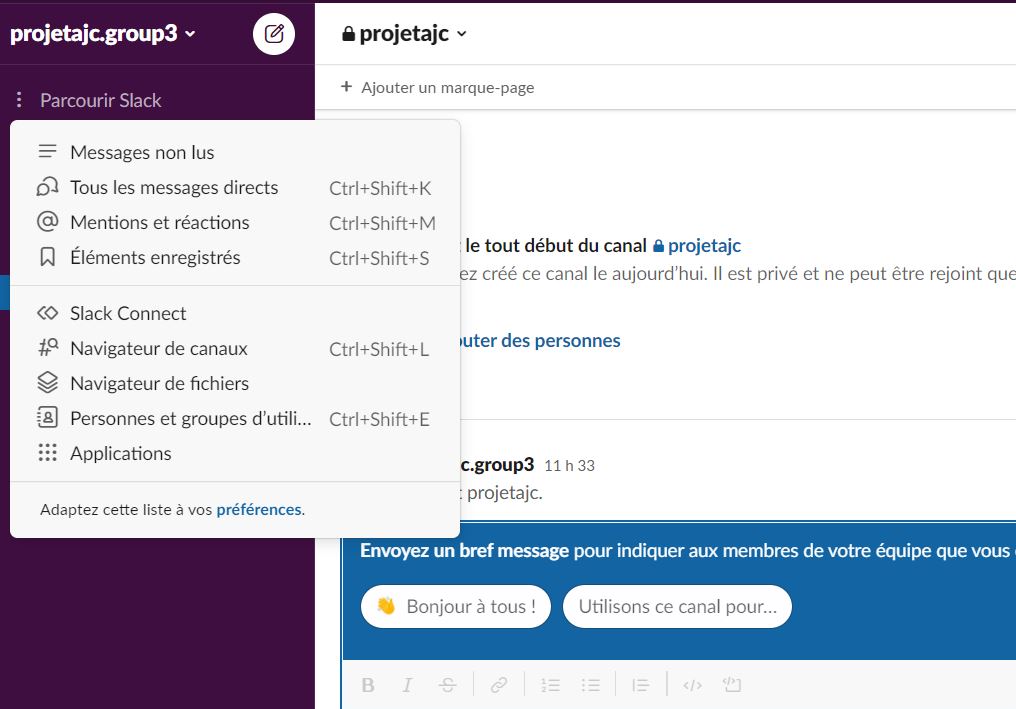 projetajc.group3
projetajc
Ajouter un marque-page
Parcourir Slack
Messages non lus
Tous les messages directs Ctrl+Shift+K
Mentions et réactions Ctrl+Shift+M
Éléments enregistrés Ctrl+Shift+S
Slack Connect
Navigateur de canaux Ctrl+Shift+L
Navigateur de fichiers
Personnes et groupes d’utili... Ctrl+Shift+E
Applications
Adaptez cette liste à vos préférences.
le tout début du canal projetajc
ez créé ce canal le aujourd’hui. Il est privé et ne peut être rejoint que
outer des personnes
c.group3 11 h 33
t projetajc.
Envoyez un bref message pour indiquer aux membres de votre équipe que vous
Bonjour à tous !
Utilisons ce canal pour...
B I S